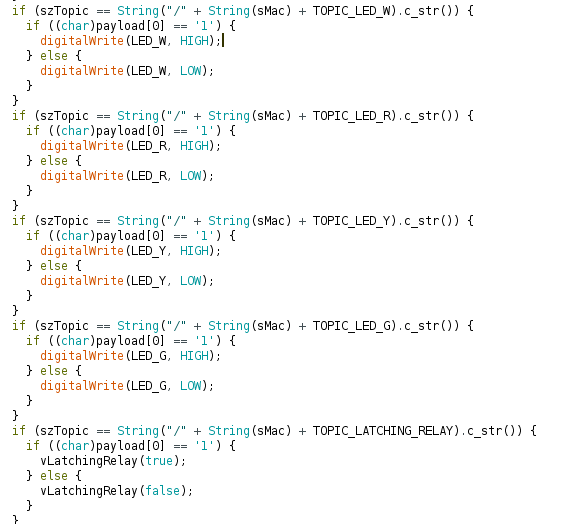 if (szTopic == String("/" + String(sMac) + TOPIC_LED_W).c_str()) {
  if ((char)payload[0] == '1') {
    digitalWrite(LED_W, HIGH);
  } else {
    digitalWrite(LED_W, LOW);
  }
}
if (szTopic == String("/" + String(sMac) + TOPIC_LED_R).c_str()) {
  if ((char)payload[0] == '1') {
    digitalWrite(LED_R, HIGH);
  } else {
    digitalWrite(LED_R, LOW);
  }
}
if (szTopic == String("/" + String(sMac) + TOPIC_LED_Y).c_str()) {
  if ((char)payload[0] == '1') {
    digitalWrite(LED_Y, HIGH);
  } else {
    digitalWrite(LED_Y, LOW);
  }
}
if (szTopic == String("/" + String(sMac) + TOPIC_LED_G).c_str()) {
  if ((char)payload[0] == '1') {
    digitalWrite(LED_G, HIGH);
  } else {
    digitalWrite(LED_G, LOW);
  }
}
if (szTopic == String("/" + String(sMac) + TOPIC_LATCHING_RELAY).c_str()) {
  if ((char)payload[0] == '1') {
    vLatchingRelay(true);
  } else {
    vLatchingRelay(false);
  }
}